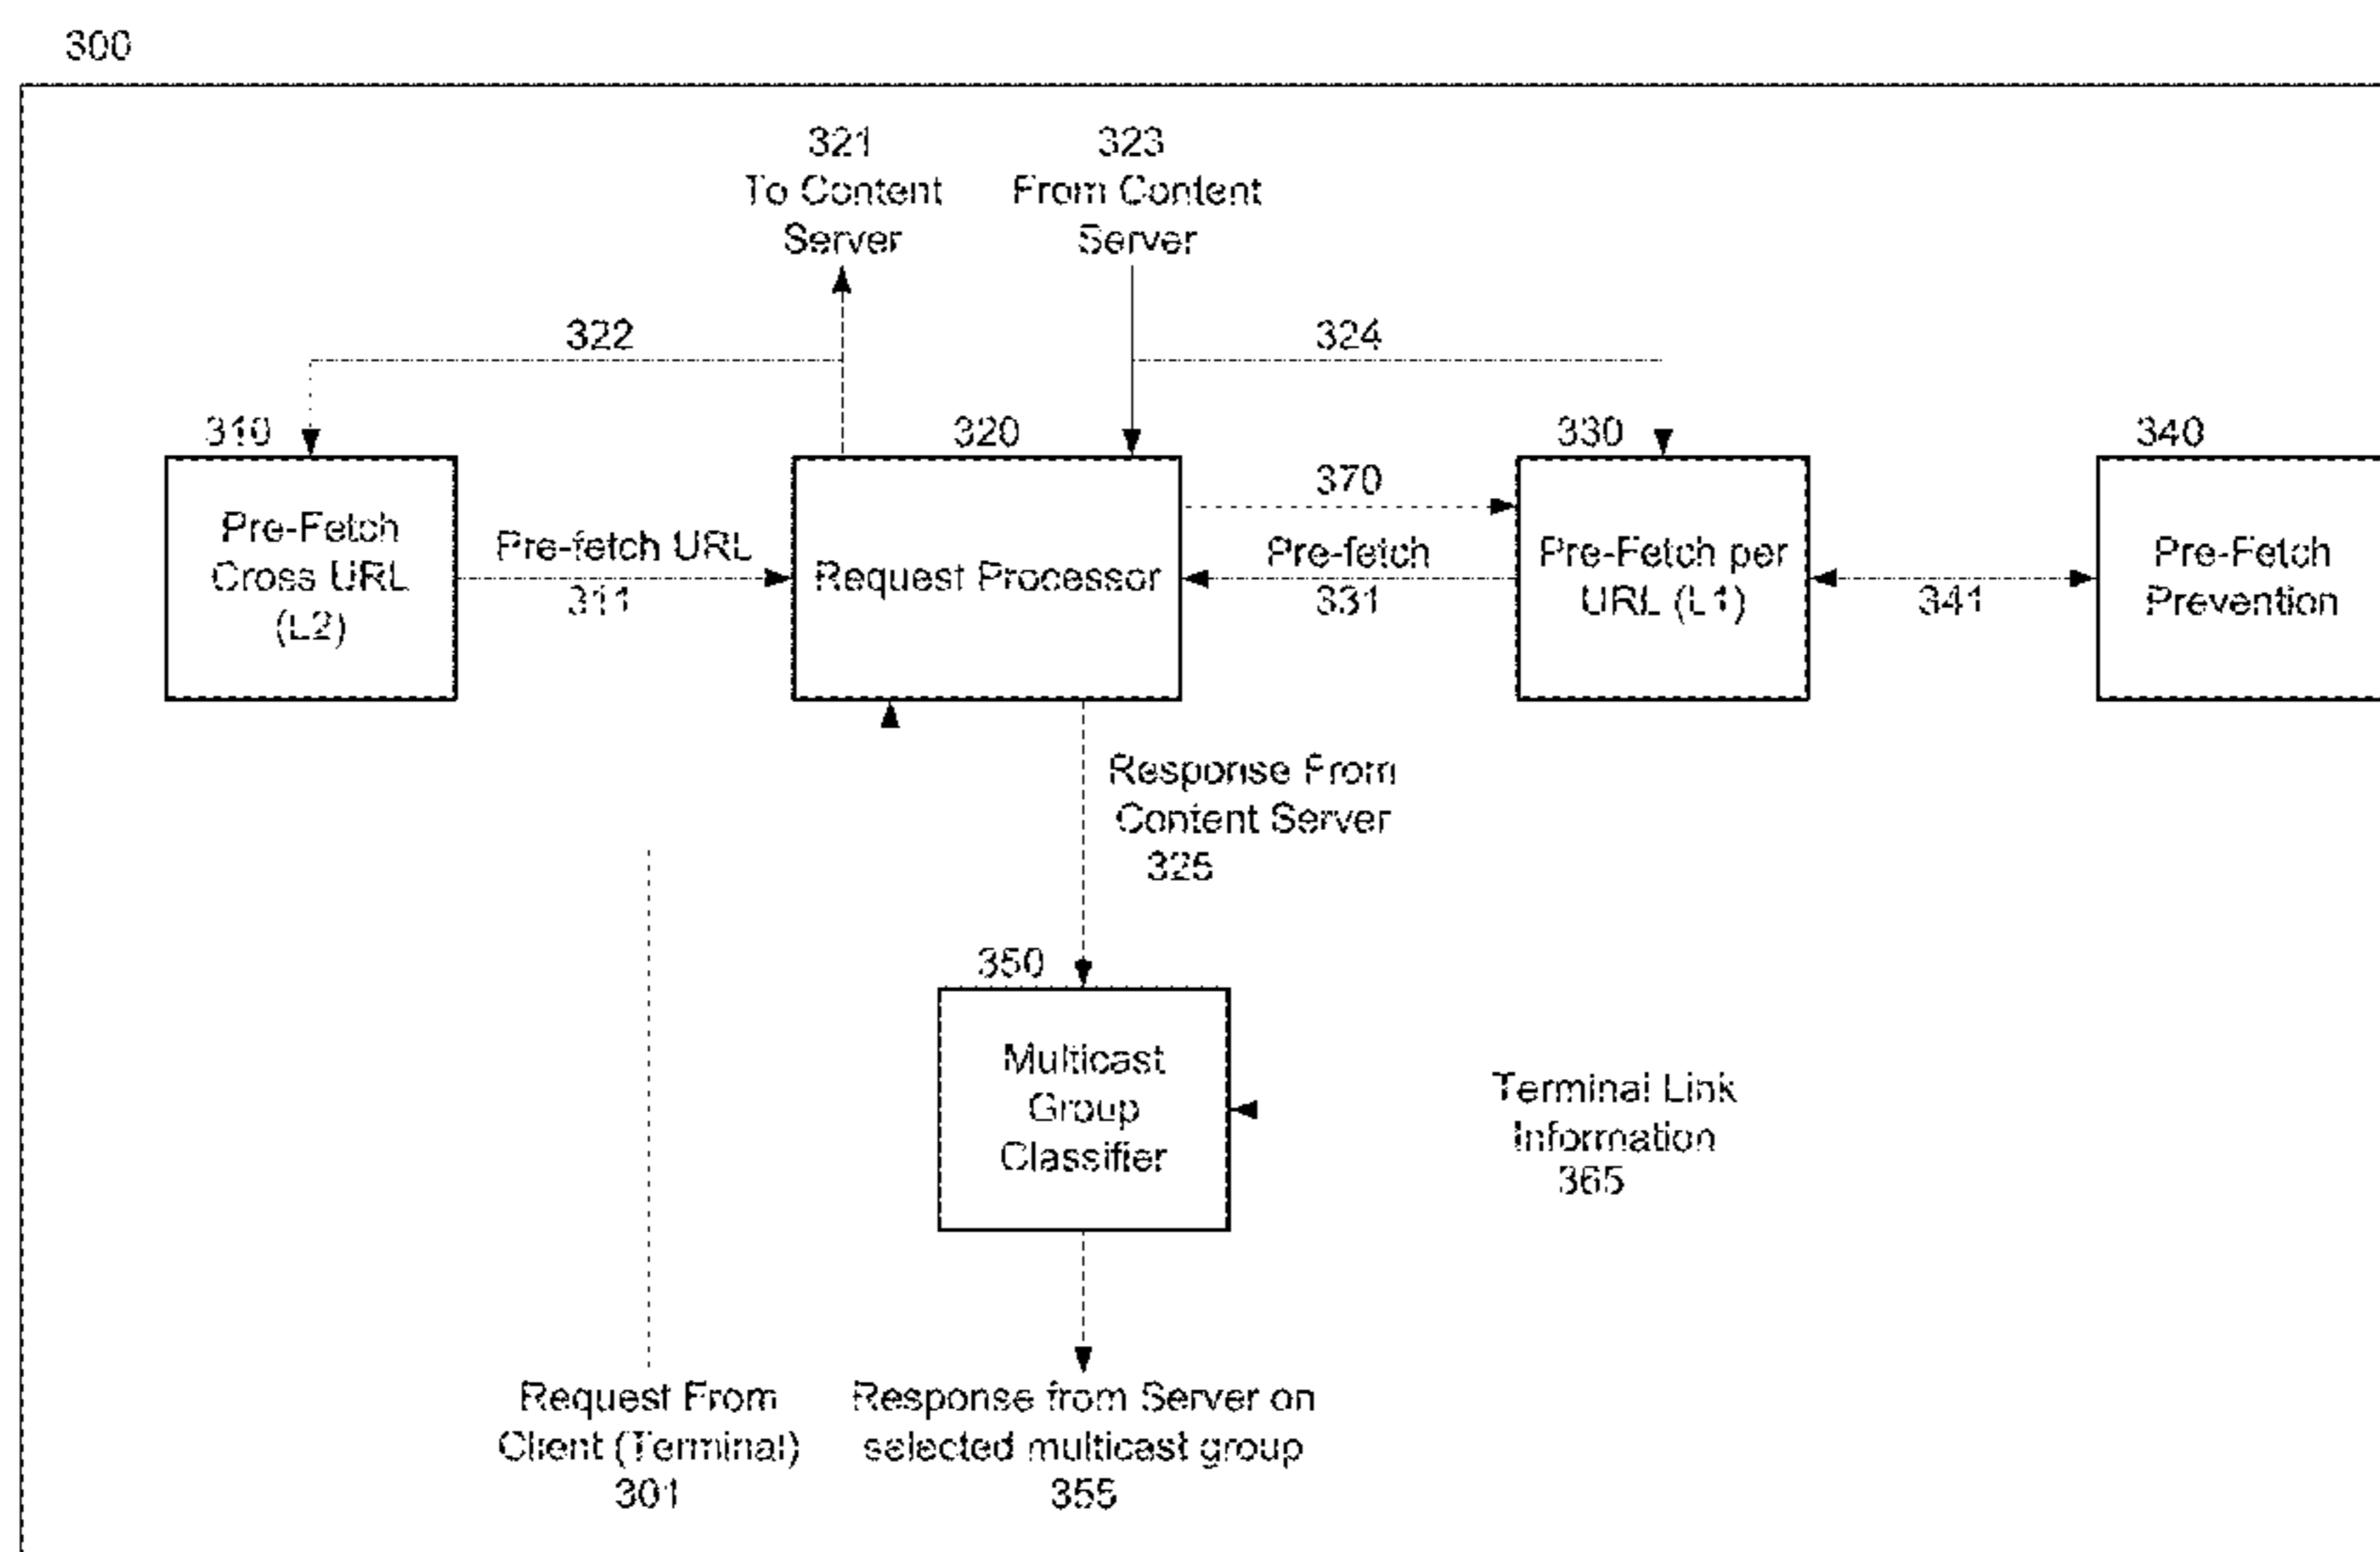 300
321
To Content
Server
323
From Content
Server
322
324
310
320
330
340
Pre-Fetch
Cross URL
(L2)
Pre-fetch URL
311
Request Processor
370
Pre-fetch
331
Pre-Fetch per
URL (L1)
341
Pre-Fetch
Prevention
Response From
Content Server
325
350
Multicast
Group
Classifier
Terminal Link
Information
365
Request From
Client (Terminal)
301
Response from Server on
selected multicast group
355